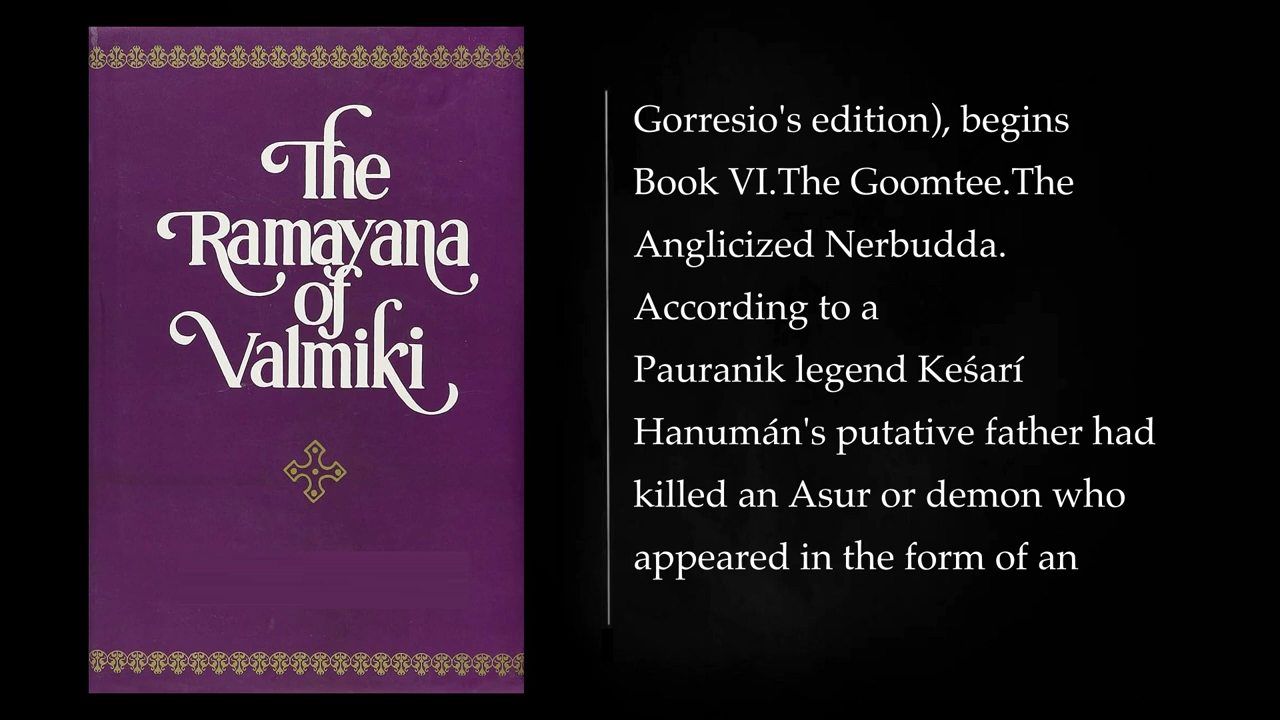 The
Ramayana
of
Valmiki
Gorresio's edition), begins
Book VI.The Goomtee.The
Anglicized Nerbudda.
According to a
Pauranik legend Keśarí
Hanumán's putative father had
killed an Asur or demon who
appeared in the form of an